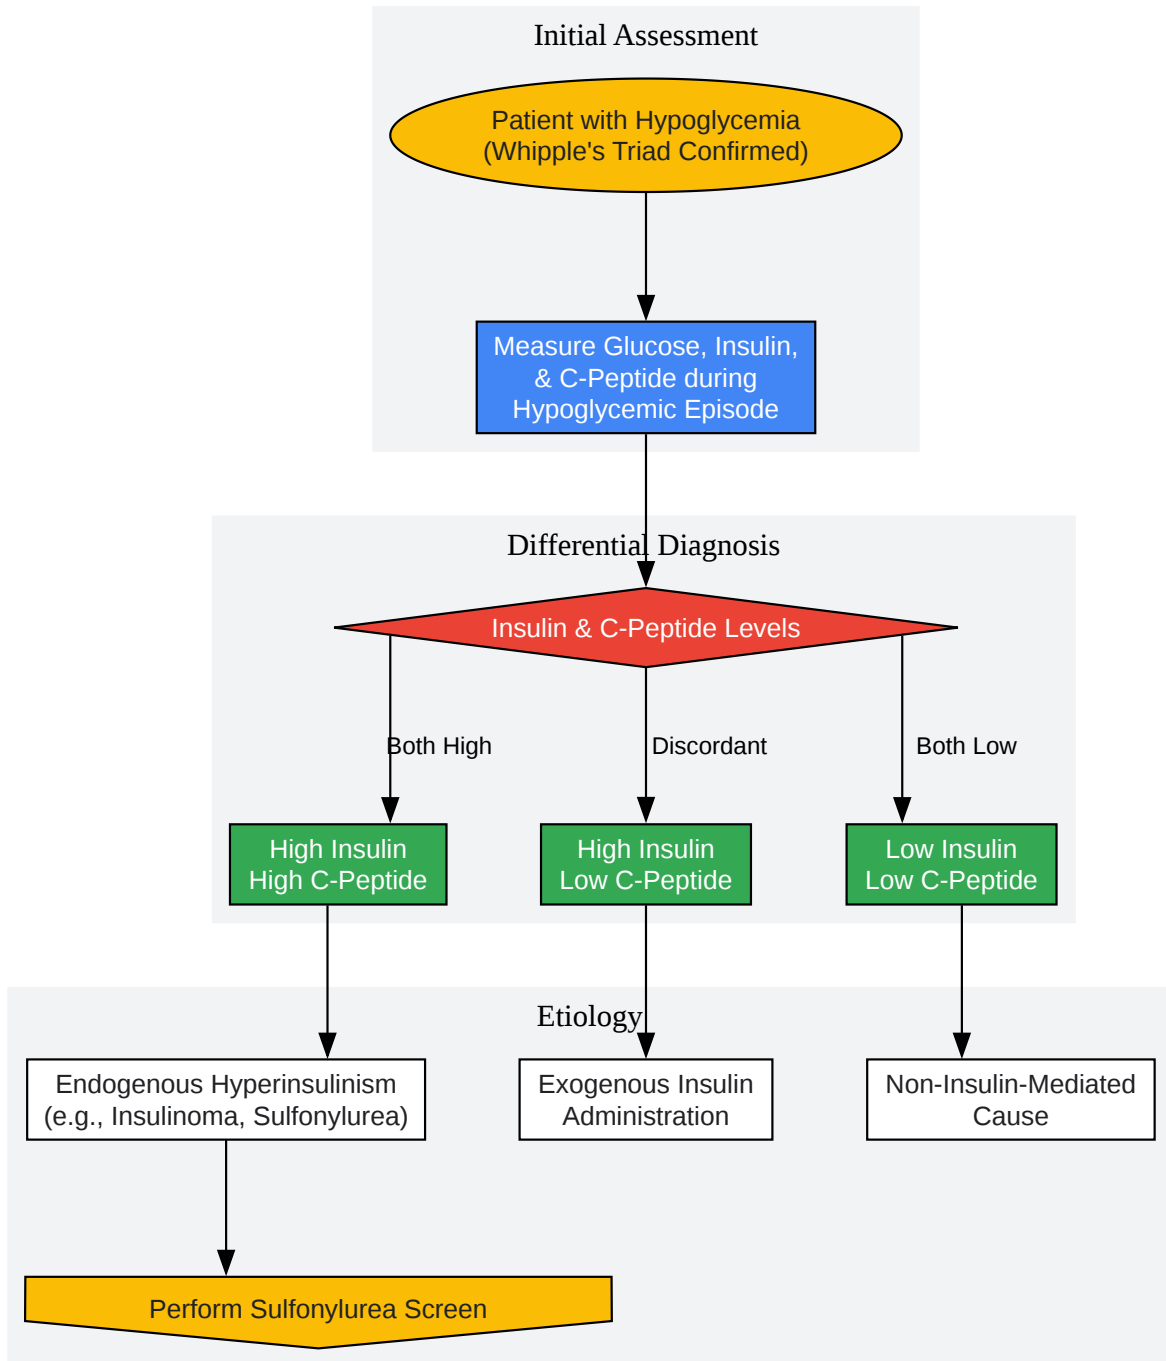 Initial Assessment
Patient with Hypoglycemia
(Whipple's Triad Confirmed)
Measure Glucose, Insulin,
& C-Peptide during
Hypoglycemic Episode
Differential Diagnosis
Insulin & C-Peptide Levels
Both High
Discordant
Both Low
High Insulin
High C-Peptide
High Insulin
Low C-Peptide
Low Insulin
Low C-Peptide
Etiology
Endogenous Hyperinsulinism
(e.g., Insulinoma, Sulfonylurea)
Exogenous Insulin
Administration
Non-Insulin-Mediated
Cause
Perform Sulfonylurea Screen